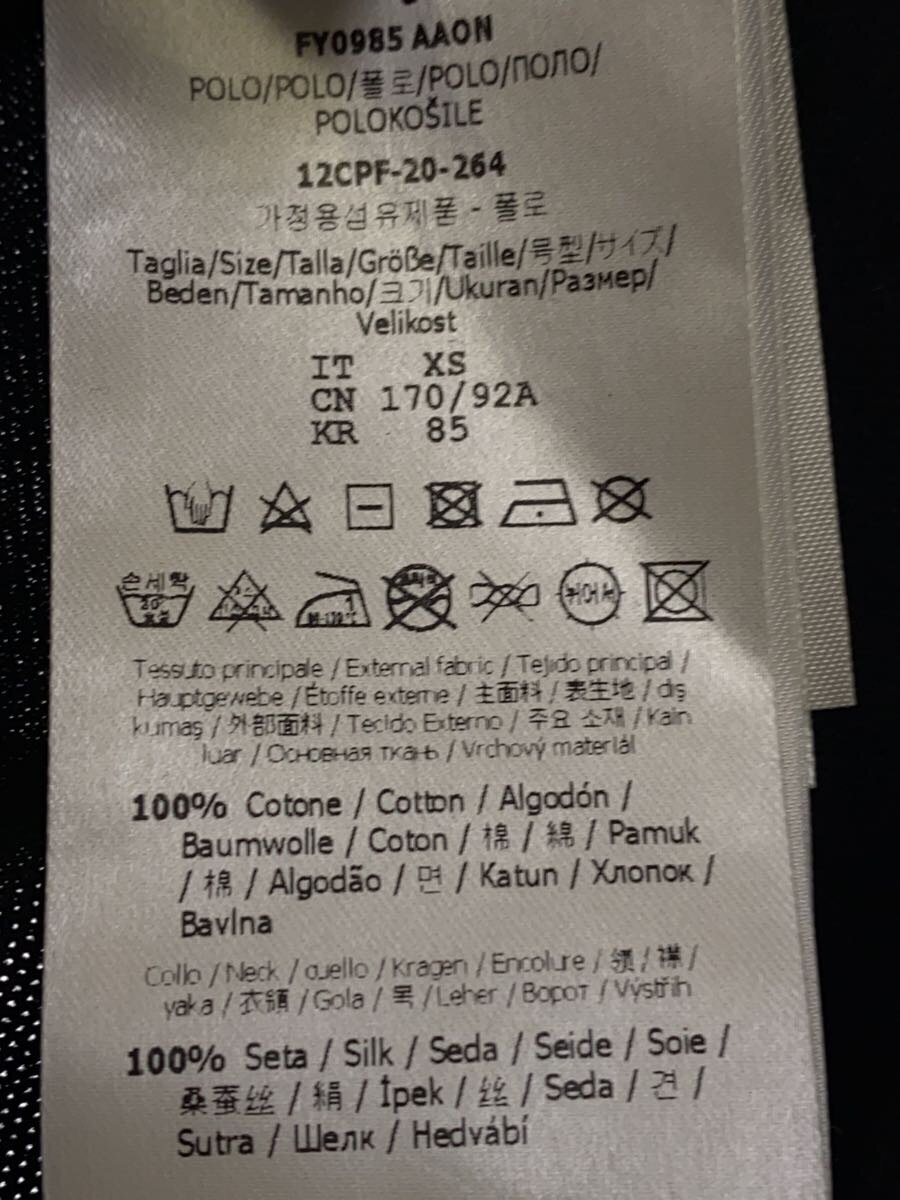 FY0985 AAON
POLO/POLO/폴로/POLO/ПОЛО/
POLOKOŠILE
12CPF-20-264
가정용섬유제품 - 폴로
Taglia/Size/Talla/Größe/Taille/号型/サイズ/
Beden/Tamanho/크기/Ukuran/Размер/
Velikost
IT XS
CN 170/92A
KR 85
손세탁
Tessuto principale / External fabric / Tejido principal /
Hauptgewebe / Étoffe externe / 主面料 / 表生地 / dış
kumaş / 外部面料 / Tecido Externo / 주요 소재 / Kain
luar / Основная ткань / Vrchový materiál
100% Cotone / Cotton / Algodón /
Baumwolle / Coton / 棉 / 綿 / Pamuk
/ 棉 / Algodão / 면 / Katun / Хлопок /
Bavlna
Collo / Neck / cuello / Kragen / Encolure / 领 / 襟 /
yaka / 衣領 / Gola / 목 / Leher / Ворот / Výstřih
100% Seta / Silk / Seda / Seide / Soie /
桑蚕丝 / 絹 / İpek / 丝 / Seda / 견 /
Sutra / Шелк / Hedvábí